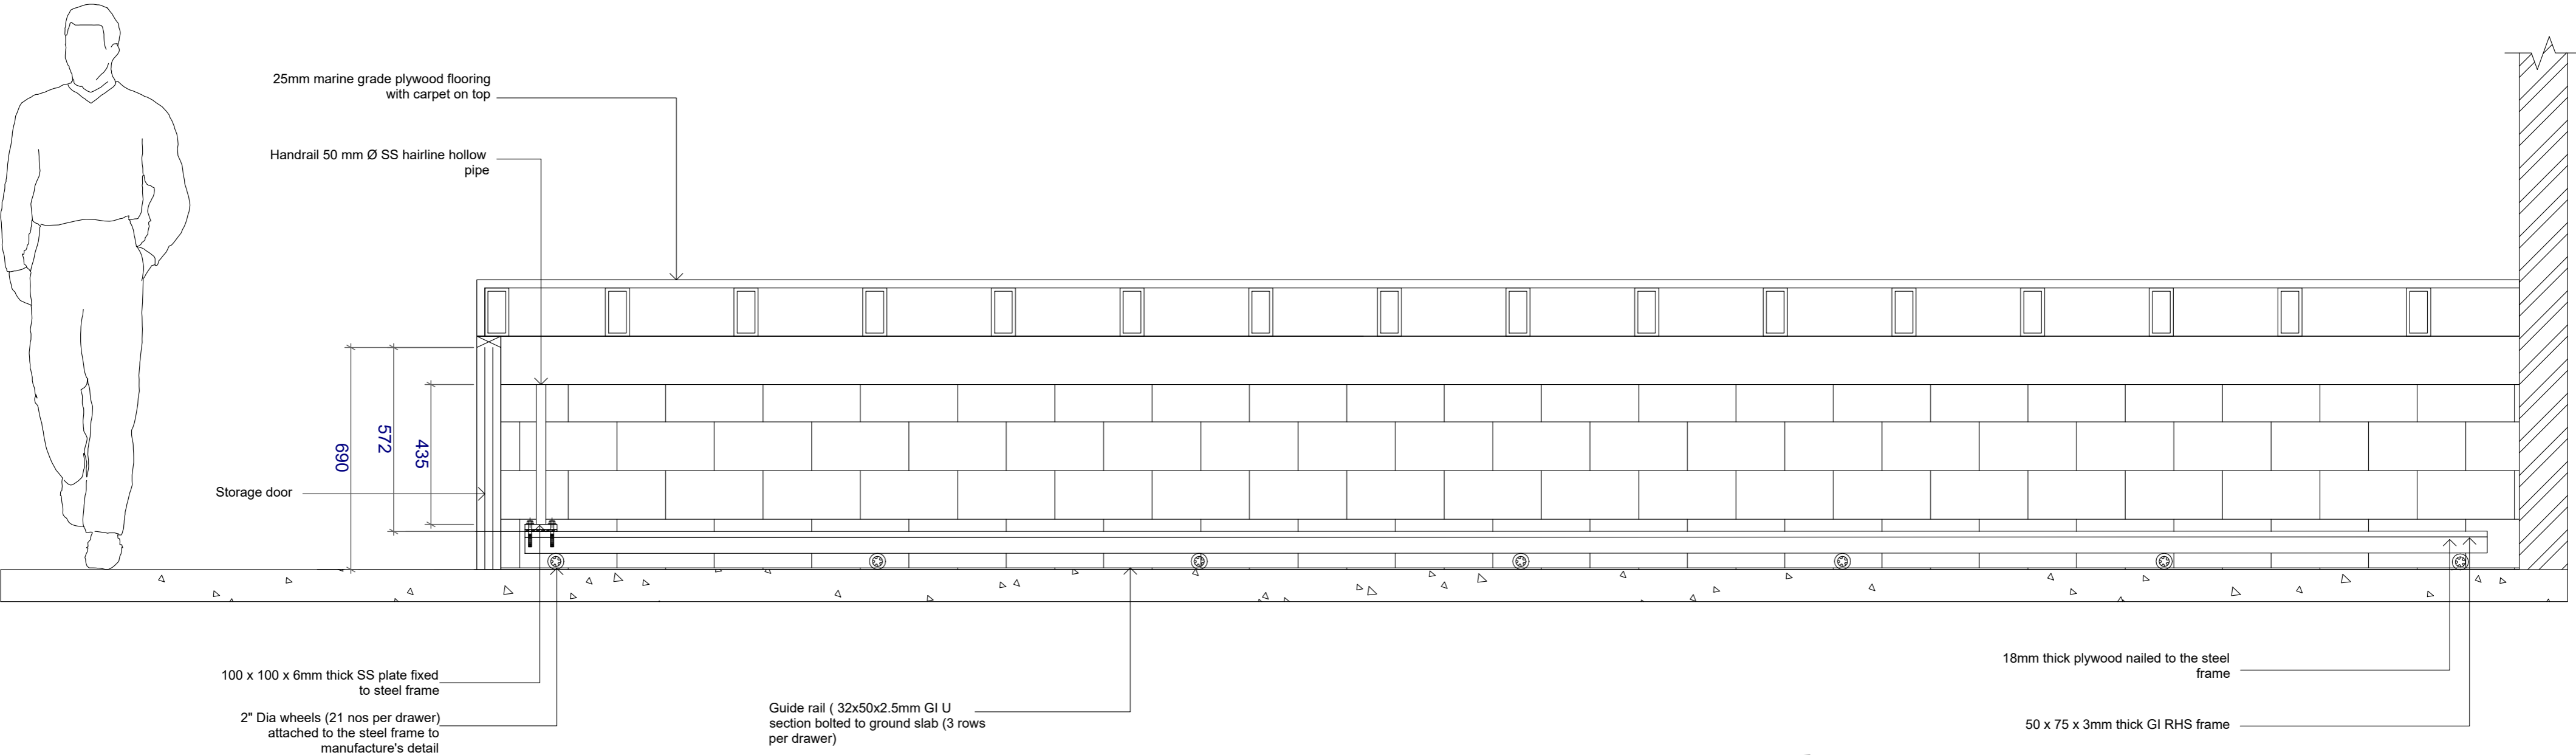 25mm marine grade plywood flooring
with carpet on top
Handrail 50 mm Ø SS hairline hollow
pipe
690
572
435
Storage door
100 x 100 x 6mm thick SS plate fixed
to steel frame
2" Dia wheels (21 nos per drawer)
attached to the steel frame to
manufacture's detail
Guide rail ( 32x50x2.5mm GI U
section bolted to ground slab (3 rows
per drawer)
18mm thick plywood nailed to the steel
frame
50 x 75 x 3mm thick GI RHS frame